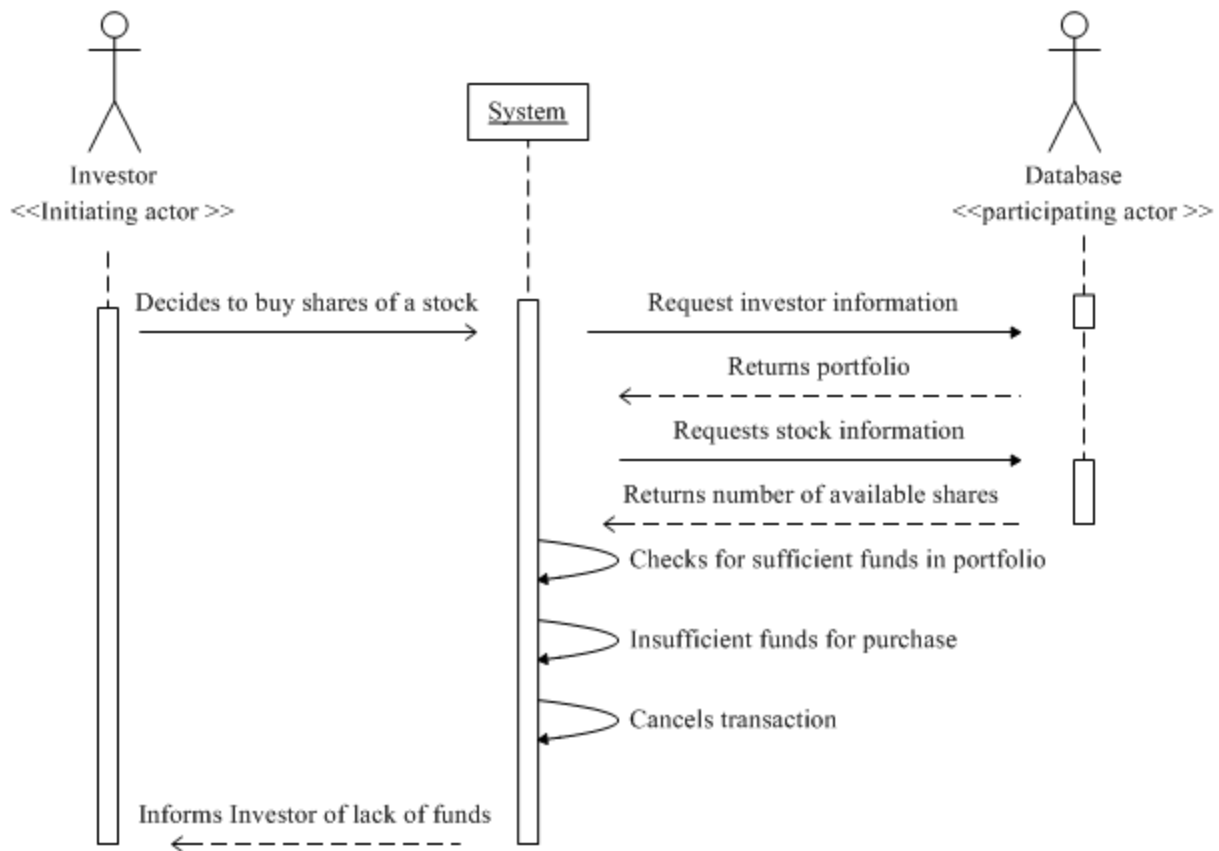 System
Investor
<<Initiating actor >>
Database
<<participating actor >>
Decides to buy shares of a stock
Request investor information
Returns portfolio
Requests stock information
Returns number of available shares
Checks for sufficient funds in portfolio
Insufficient funds for purchase
Cancels transaction
Informs Investor of lack of funds